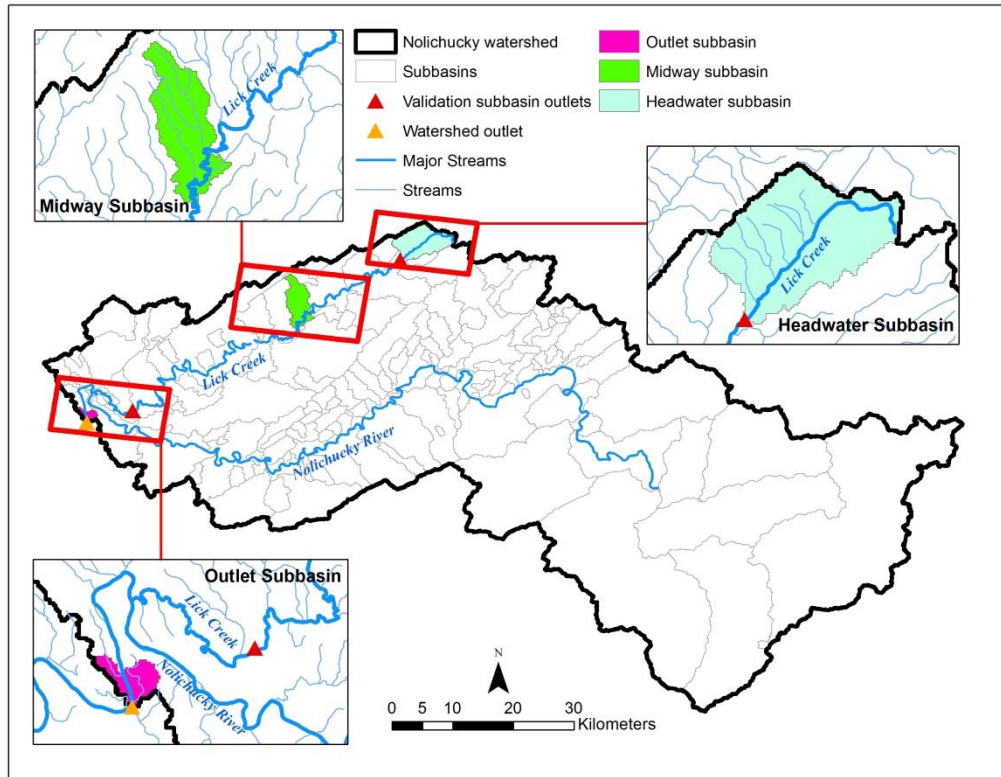 Nolichucky watershed
Subbasins
Validation subbasin outlets
Watershed outlet
Major Streams
Streams
Outlet subbasin
Midway subbasin
Headwater subbasin
Lick Creek
Midway Subbasin
Lick Creek
Headwater Subbasin
Lick Creek
Nolichucky River
Outlet Subbasin
Lick Creek
Nolichucky River
N
0 5 10 20 30
Kilometers